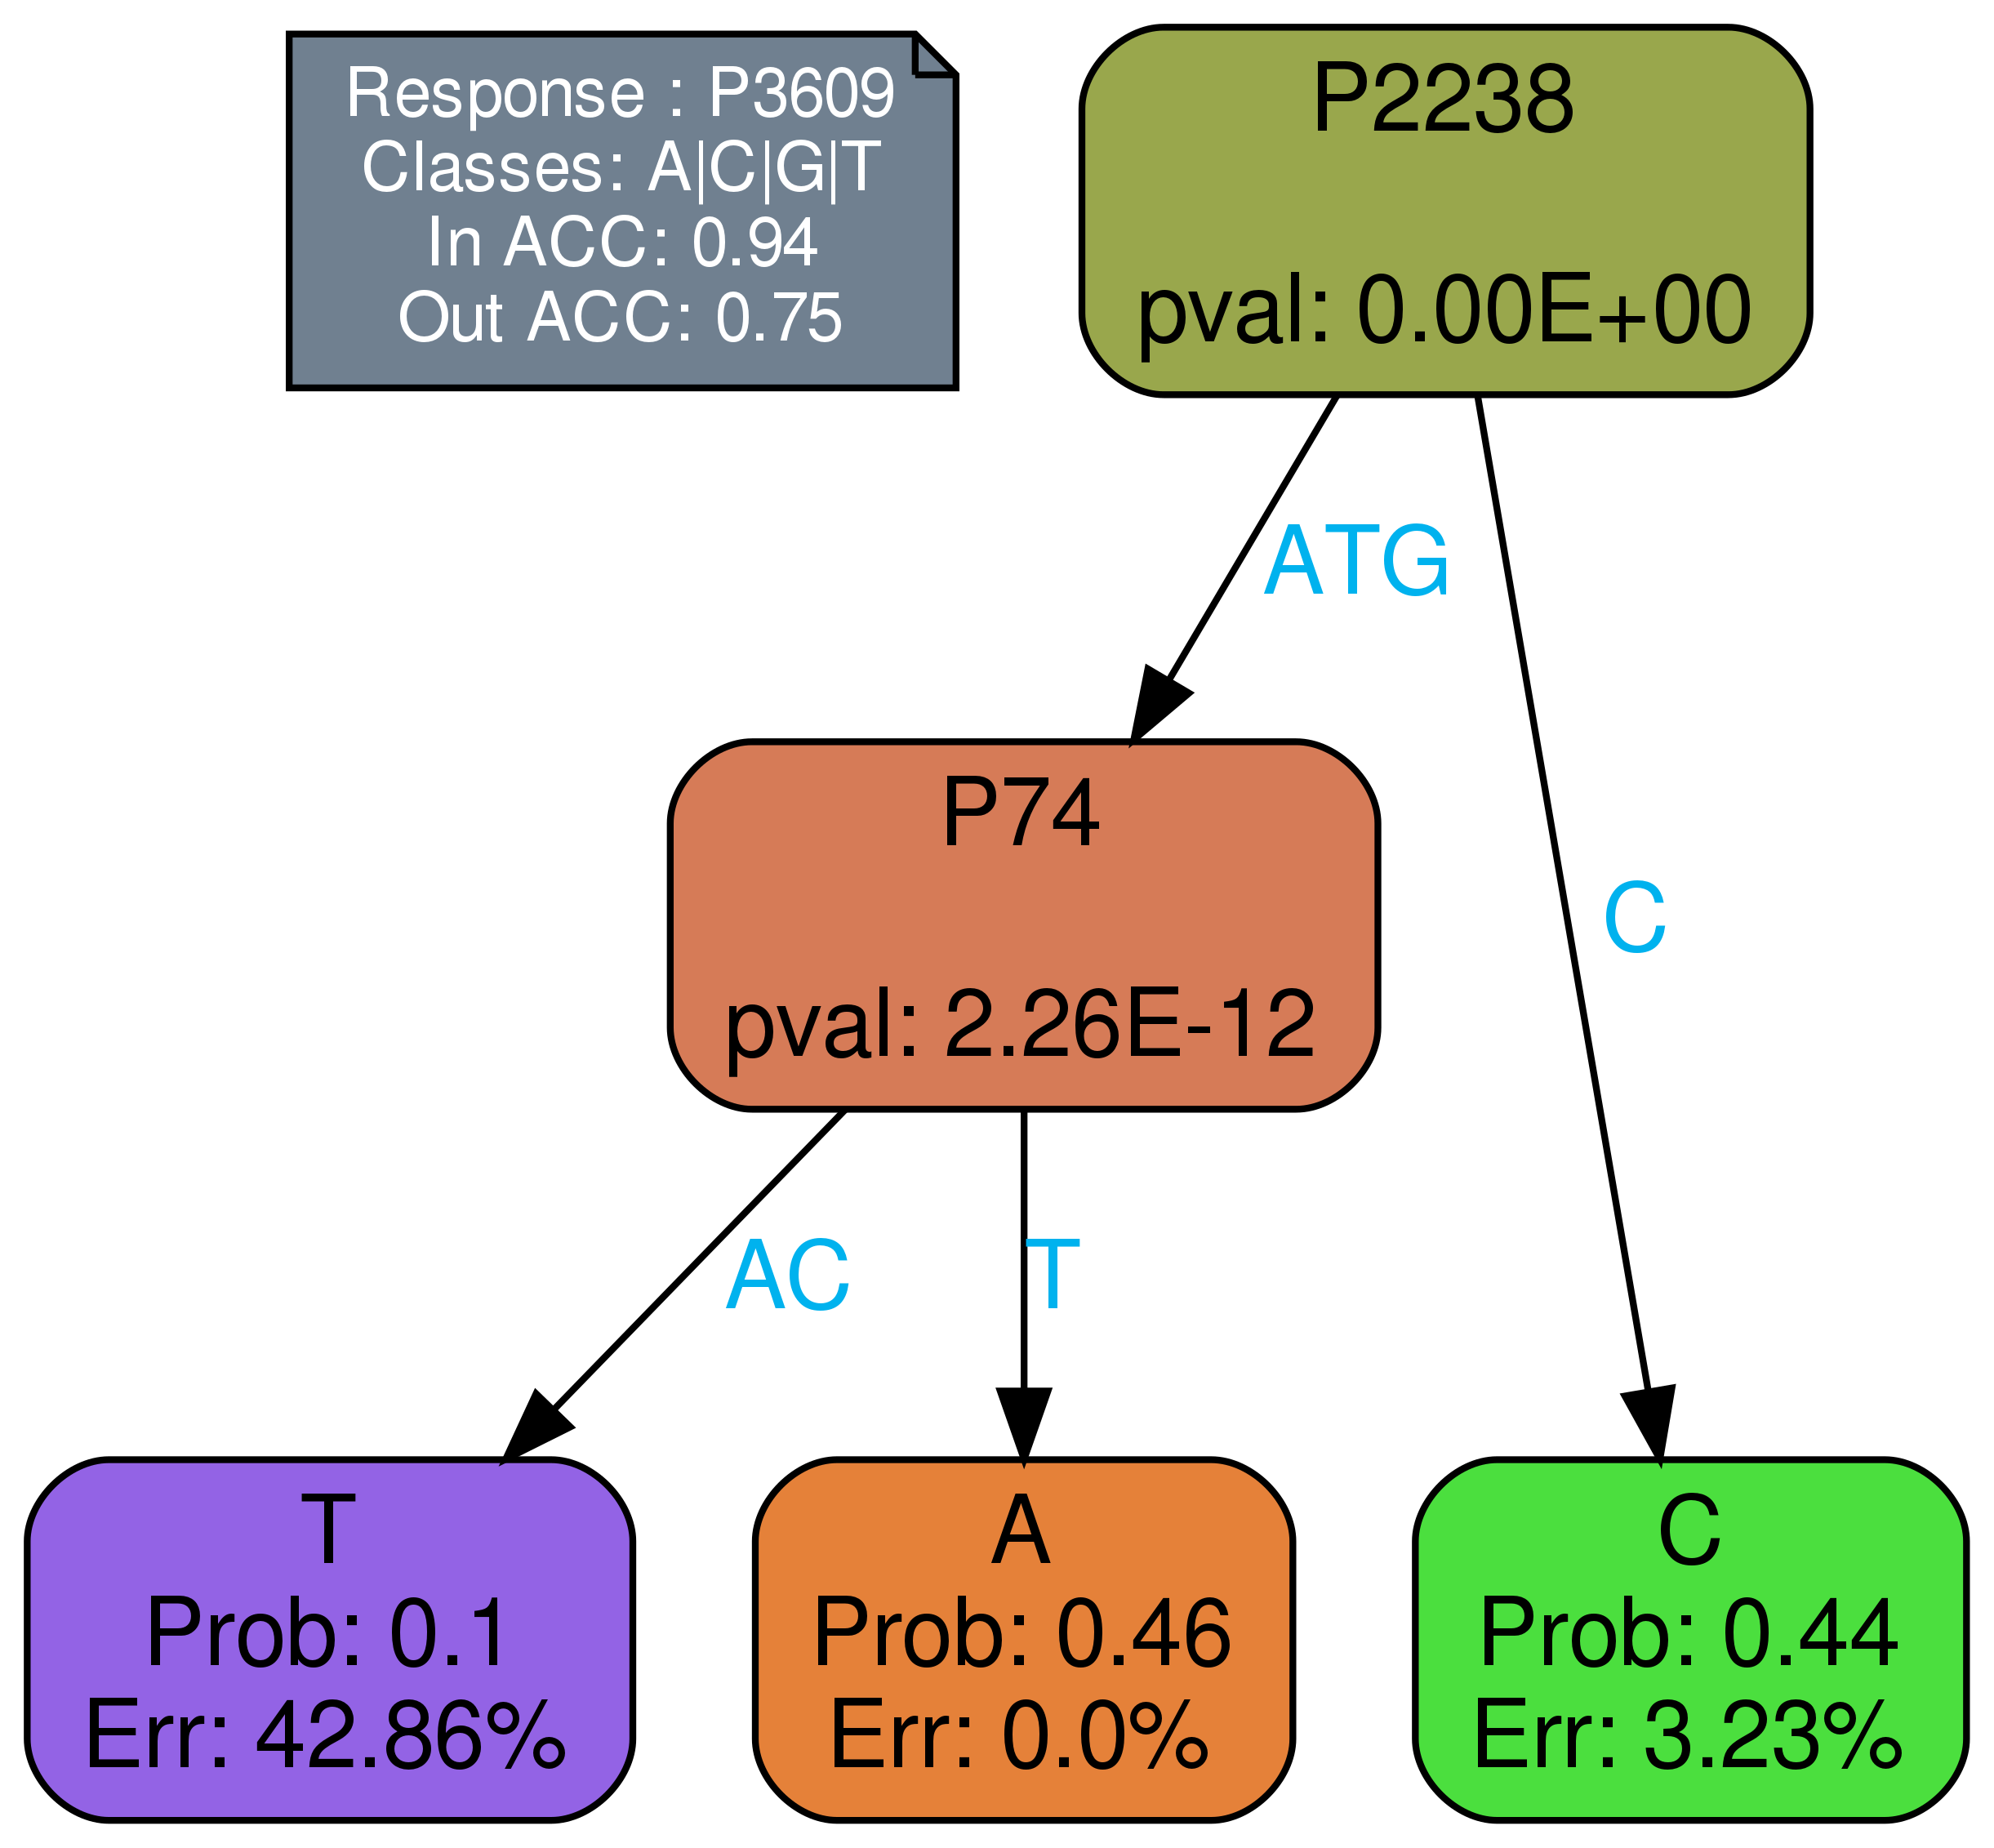 Response : P3609
Classes: A|C|G|T
In ACC: 0.94
Out ACC: 0.75
P2238
pval: 0.00E+00
ATG
P74
pval: 2.26E-12
C
AC
T
T
Prob: 0.1
Err: 42.86%
A
Prob: 0.46
Err: 0.0%
C
Prob: 0.44
Err: 3.23%